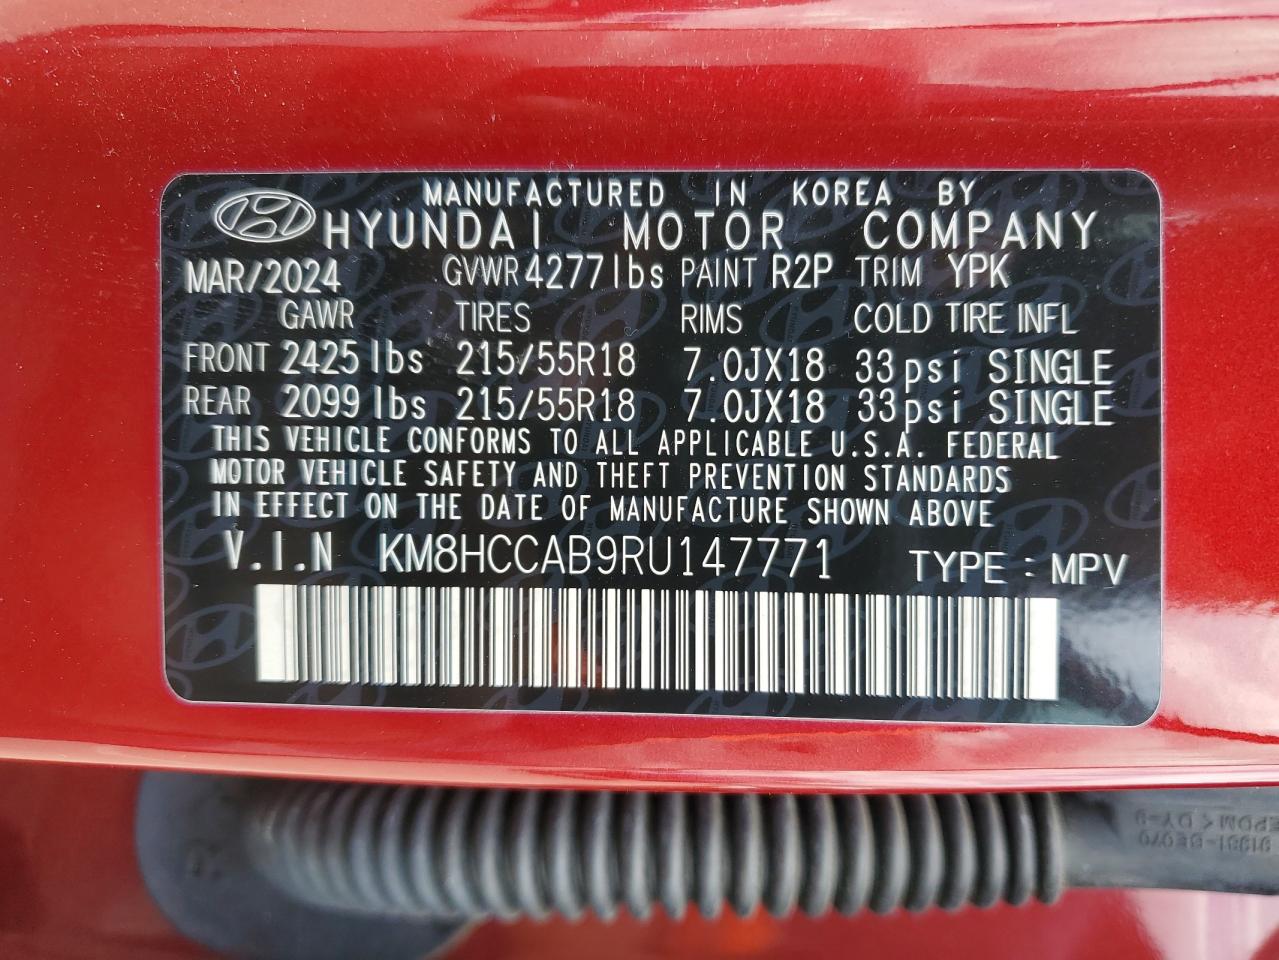 MANUFACTURED IN KOREA BY
HYUNDAI MOTOR COMPANY
MAR/2024 GVWR 4277 lbs PAINT R2P TRIM YPK
GAWR TIRES RIMS COLD TIRE INFL
FRONT 2425 lbs 215/55R18 7.0JX18 33psi SINGLE
REAR 2099 lbs 215/55R18 7.0JX18 33psi SINGLE
THIS VEHICLE CONFORMS TO ALL APPLICABLE U.S.A. FEDERAL
MOTOR VEHICLE SAFETY AND THEFT PREVENTION STANDARDS
IN EFFECT ON THE DATE OF MANUFACTURE SHOWN ABOVE
V.I.N KM8HCCAB9RU147771 TYPE : MPV